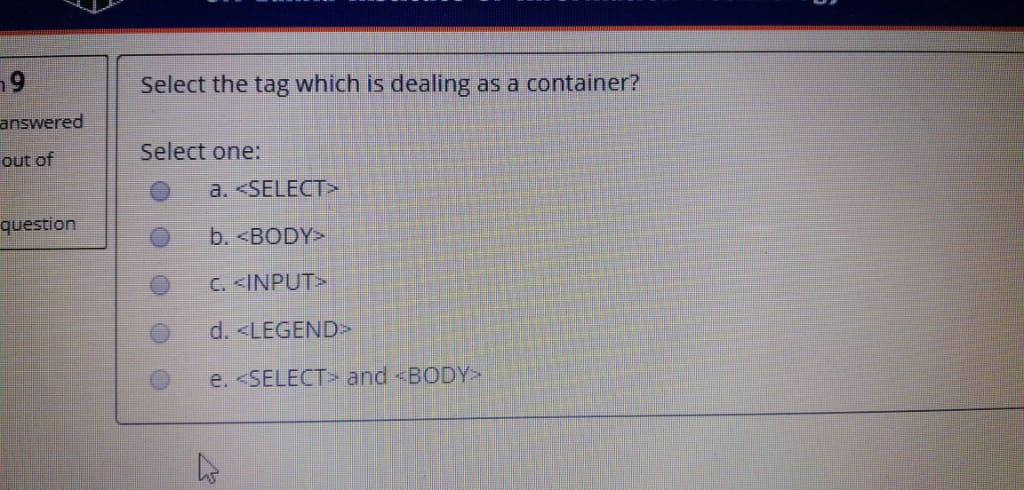 9
answered
out of
question
Select the tag which is dealing as a container?
Select one:
a. <SELECT>
b. <BODY>
c. <INPUT>
d. <LEGEND>
e. <SELECT> and <BODY>